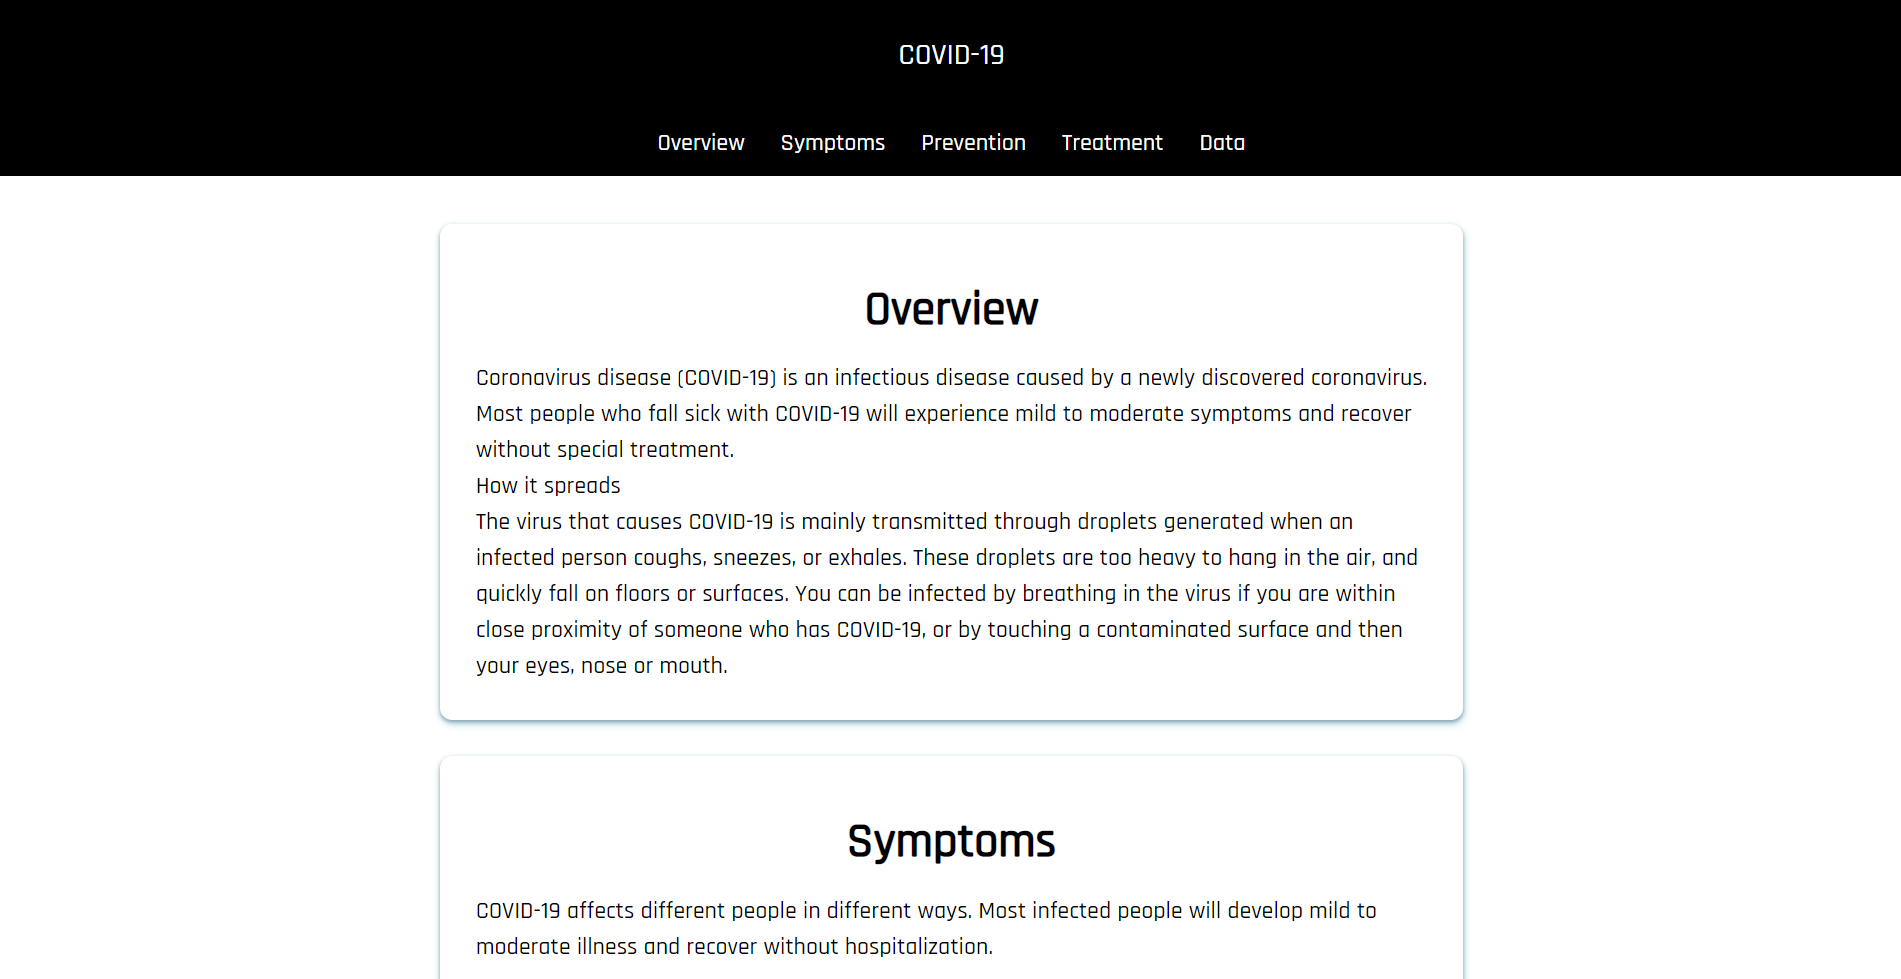 COVID-19
Overview Symptoms Prevention Treatment Data
Overview
Coronavirus disease (COVID-19) is an infectious disease caused by a newly discovered coronavirus.
Most people who fall sick with COVID-19 will experience mild to moderate symptoms and recover
without special treatment.
How it spreads
The virus that causes COVID-19 is mainly transmitted through droplets generated when an
infected person coughs, sneezes, or exhales. These droplets are too heavy to hang in the air, and
quickly fall on floors or surfaces. You can be infected by breathing in the virus if you are within
close proximity of someone who has COVID-19, or by touching a contaminated surface and then
your eyes, nose or mouth.
Symptoms
COVID-19 affects different people in different ways. Most infected people will develop mild to
moderate illness and recover without hospitalization.